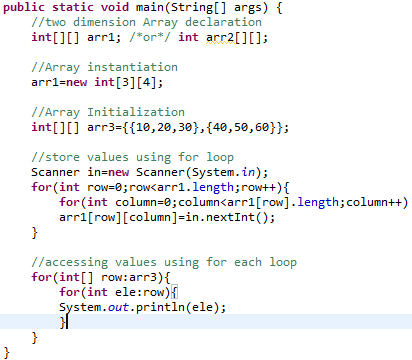 public static void main(String[] args) {
//two dimension Array declaration
int[][] arr1; /*or*/ int arr2[][];
//Array instantiation
arr1=new int[3][4];
//Array Initialization
int[][] arr3={{10,20,30},{40,50,60}};
//store values using for loop
Scanner in=new Scanner(System.in);
for(int row=0;row<arr1.length;row++){
for(int column=0;column<arr1[row].length;column++)
arr1[row][column]=in.nextInt();
}
//accessing values using for each loop
for(int[] row:arr3){
for(int ele:row){
System.out.println(ele);
}
}
}